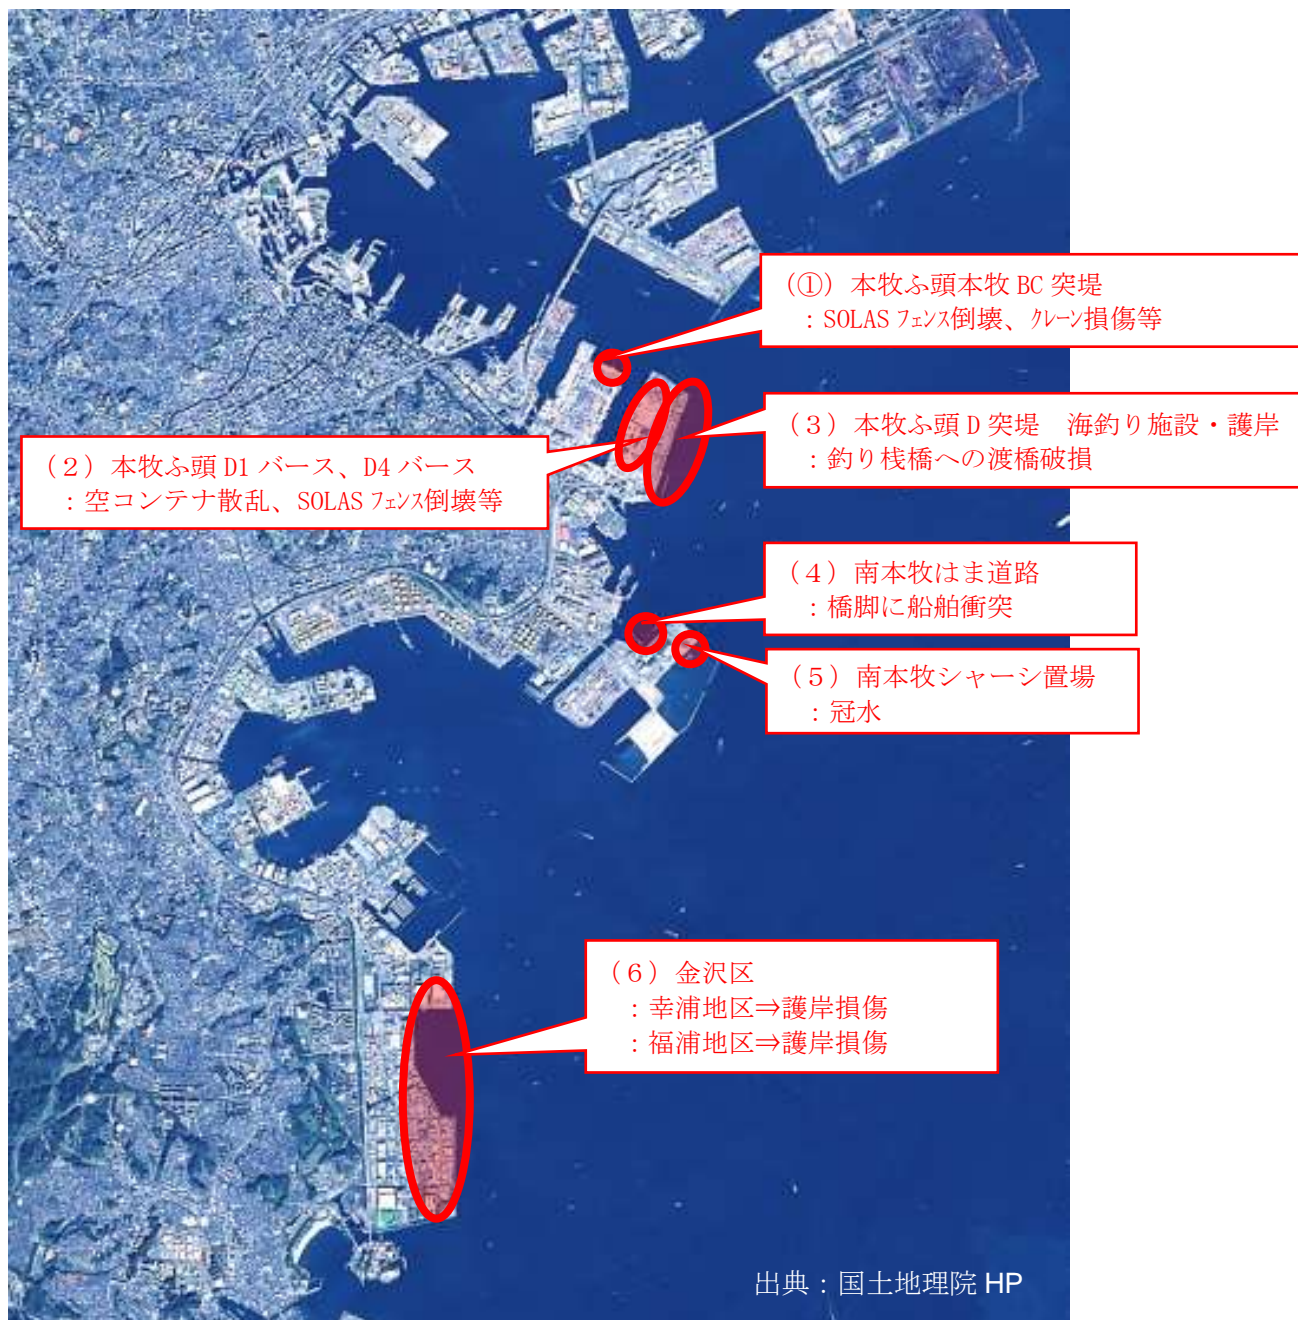 (①) 本牧ふ頭本牧 BC 突堤
：SOLAS フェンス倒壊、クレーン損傷等
（３）本牧ふ頭 D 突堤　海釣り施設・護岸
：釣り桟橋への渡橋破損
（２）本牧ふ頭 D1 バース、D4 バース
：空コンテナ散乱、SOLAS フェンス倒壊等
（４）南本牧はま道路
：橋脚に船舶衝突
（５）南本牧シャーシ置場
：冠水
（６）金沢区
：幸浦地区⇒護岸損傷
：福浦地区⇒護岸損傷
出典：国土地理院 HP